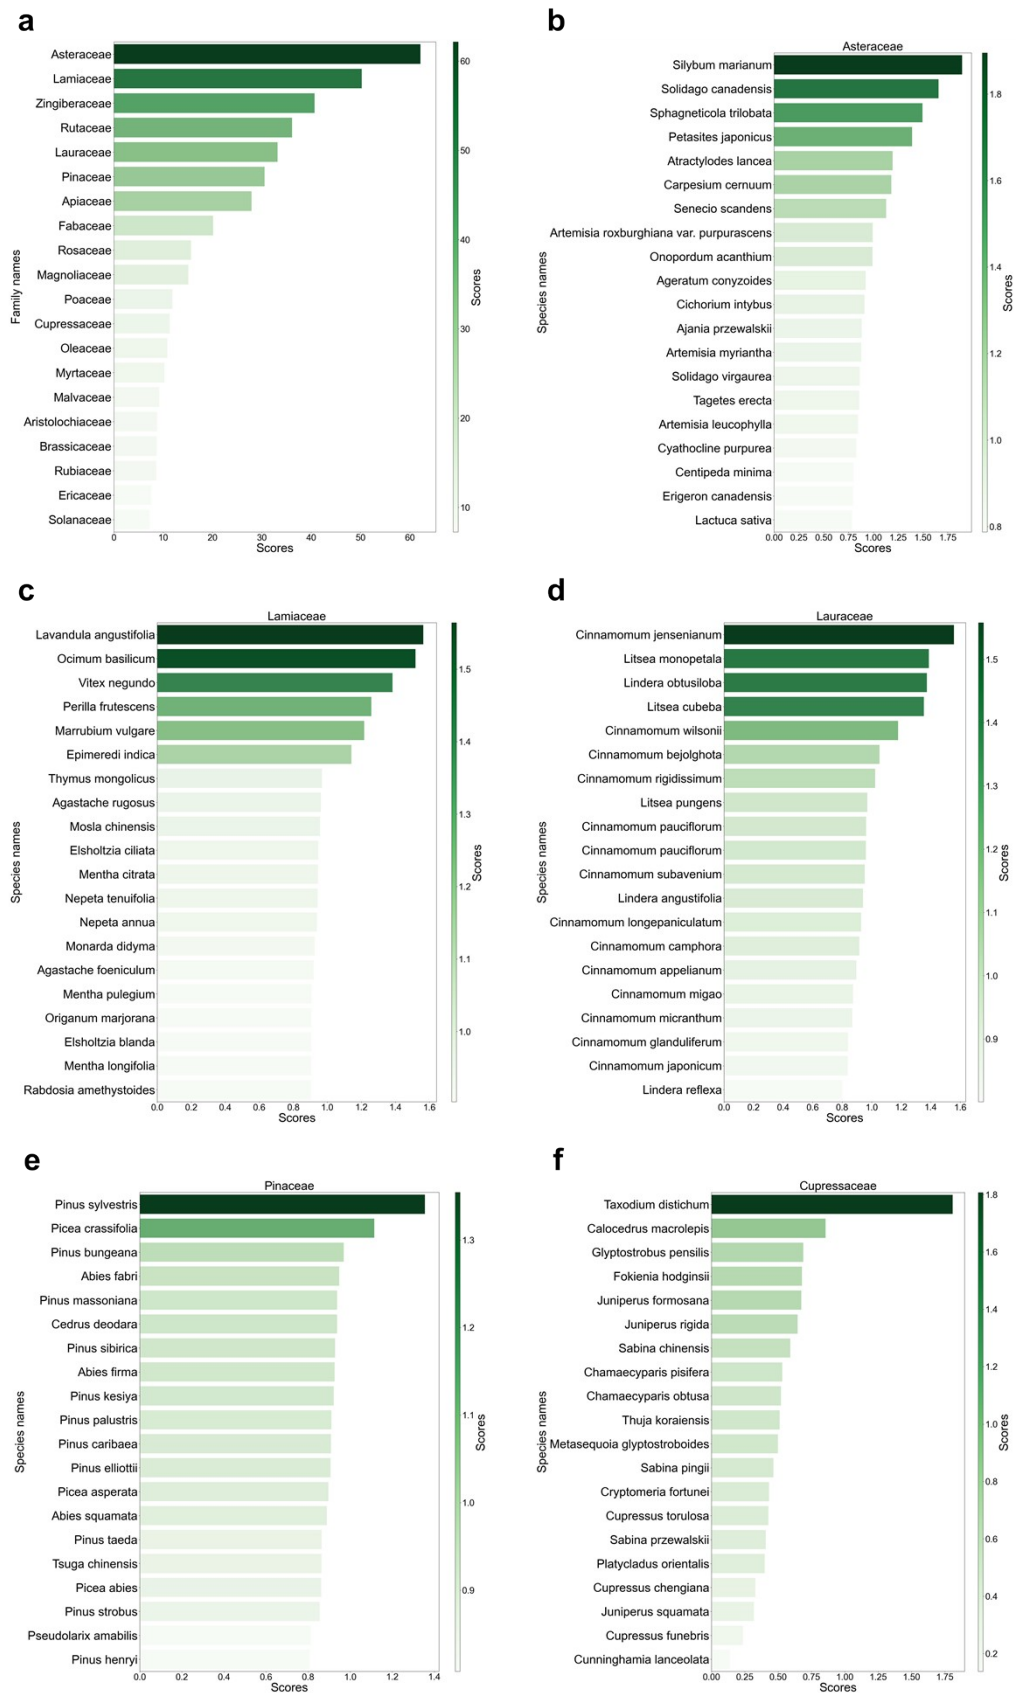 a
Asteraceae
Lamiaceae
Zingiberaceae
Rutaceae
Lauraceae
Pinaceae
Apiaceae
Fabaceae
Rosaceae
Magnoliaceae
Poaceae
Cupressaceae
Oleaceae
Myrtaceae
Malvaceae
Aristolochiaceae
Brassicaceae
Rubiaceae
Ericaceae
Solanaceae
Family names
0 10 20 30 40 50 60
Scores
60
50
40
30
20
10
Scores
b
Asteraceae
Silybum marianum
Solidago canadensis
Sphagneticola trilobata
Petasites japonicus
Atractylodes lancea
Carpesium cernuum
Senecio scandens
Artemisia roxburghiana var. purpurascens
Onopordum acanthium
Ageratum conyzoides
Cichorium intybus
Ajania przewalskii
Artemisia myriantha
Solidago virgaurea
Tagetes erecta
Artemisia leucophylla
Cyathocline purpurea
Centipeda minima
Erigeron canadensis
Lactuca sativa
Species names
0.00 0.25 0.50 0.75 1.00 1.25 1.50 1.75
Scores
1.8
1.6
1.4
1.2
1.0
0.8
Scores
c
Lamiaceae
Lavandula angustifolia
Ocimum basilicum
Vitex negundo
Perilla frutescens
Marrubium vulgare
Epimeredi indica
Thymus mongolicus
Agastache rugosus
Mosla chinensis
Elsholtzia ciliata
Mentha citrata
Nepeta tenuifolia
Nepeta annua
Monarda didyma
Agastache foeniculum
Mentha pulegium
Origanum marjorana
Elsholtzia blanda
Mentha longifolia
Rabdosia amethystoides
Species names
0.0 0.2 0.4 0.6 0.8 1.0 1.2 1.4 1.6
Scores
1.5
1.4
1.3
1.2
1.1
1.0
Scores
d
Lauraceae
Cinnamomum jensenianum
Litsea monopetala
Lindera obtusiloba
Litsea cubeba
Cinnamomum wilsonii
Cinnamomum bejolghota
Cinnamomum rigidissimum
Litsea pungens
Cinnamomum pauciflorum
Cinnamomum pauciflorum
Cinnamomum subavenium
Lindera angustifolia
Cinnamomum longepaniculatum
Cinnamomum camphora
Cinnamomum appelianum
Cinnamomum migao
Cinnamomum micranthum
Cinnamomum glanduliferum
Cinnamomum japonicum
Lindera reflexa
Species names
0.0 0.2 0.4 0.6 0.8 1.0 1.2 1.4 1.6
Scores
1.5
1.4
1.3
1.2
1.1
1.0
0.9
Scores
e
Pinaceae
Pinus sylvestris
Picea crassifolia
Pinus bungeana
Abies fabri
Pinus massoniana
Cedrus deodara
Pinus sibirica
Abies firma
Pinus kesiya
Pinus palustris
Pinus caribaea
Pinus elliottii
Picea asperata
Abies squamata
Pinus taeda
Tsuga chinensis
Picea abies
Pinus strobus
Pseudolarix amabilis
Pinus henryi
Species names
0.0 0.2 0.4 0.6 0.8 1.0 1.2 1.4
Scores
1.3
1.2
1.1
1.0
0.9
Scores
f
Cupressaceae
Taxodium distichum
Calocedrus macrolepis
Glyptostrobus pensilis
Fokienia hodginsii
Juniperus formosana
Juniperus rigida
Sabina chinensis
Chamaecyparis pisifera
Chamaecyparis obtusa
Thuja koraiensis
Metasequoia glyptostroboides
Sabina pingii
Cryptomeria fortunei
Cupressus torulosa
Sabina przewalskii
Platycladus orientalis
Cupressus chengiana
Juniperus squamata
Cupressus funebris
Cunninghamia lanceolata
Species names
0.00 0.25 0.50 0.75 1.00 1.25 1.50 1.75
Scores
1.8
1.6
1.4
1.2
1.0
0.8
0.6
0.4
0.2
Scores